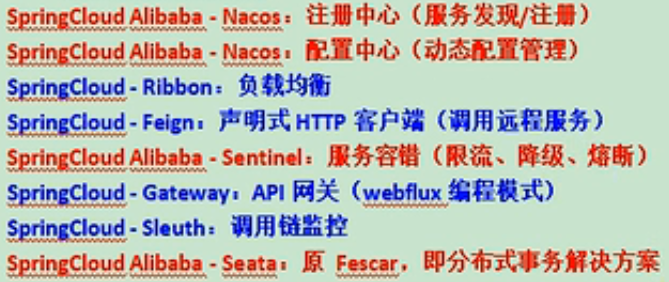 SpringCloud Alibaba - Nacos：注册中心（服务发现/注册）
SpringCloud Alibaba - Nacos：配置中心（动态配置管理）
SpringCloud - Ribbon：负载均衡
SpringCloud - Feign：声明式 HTTP 客户端（调用远程服务）
SpringCloud Alibaba - Sentinel：服务容错（限流、降级、熔断）
SpringCloud - Gateway：API 网关（webflux 编程模式）
SpringCloud - Sleuth：调用链监控
SpringCloud Alibaba - Seata：原 Fescar，即分布式事务解决方案